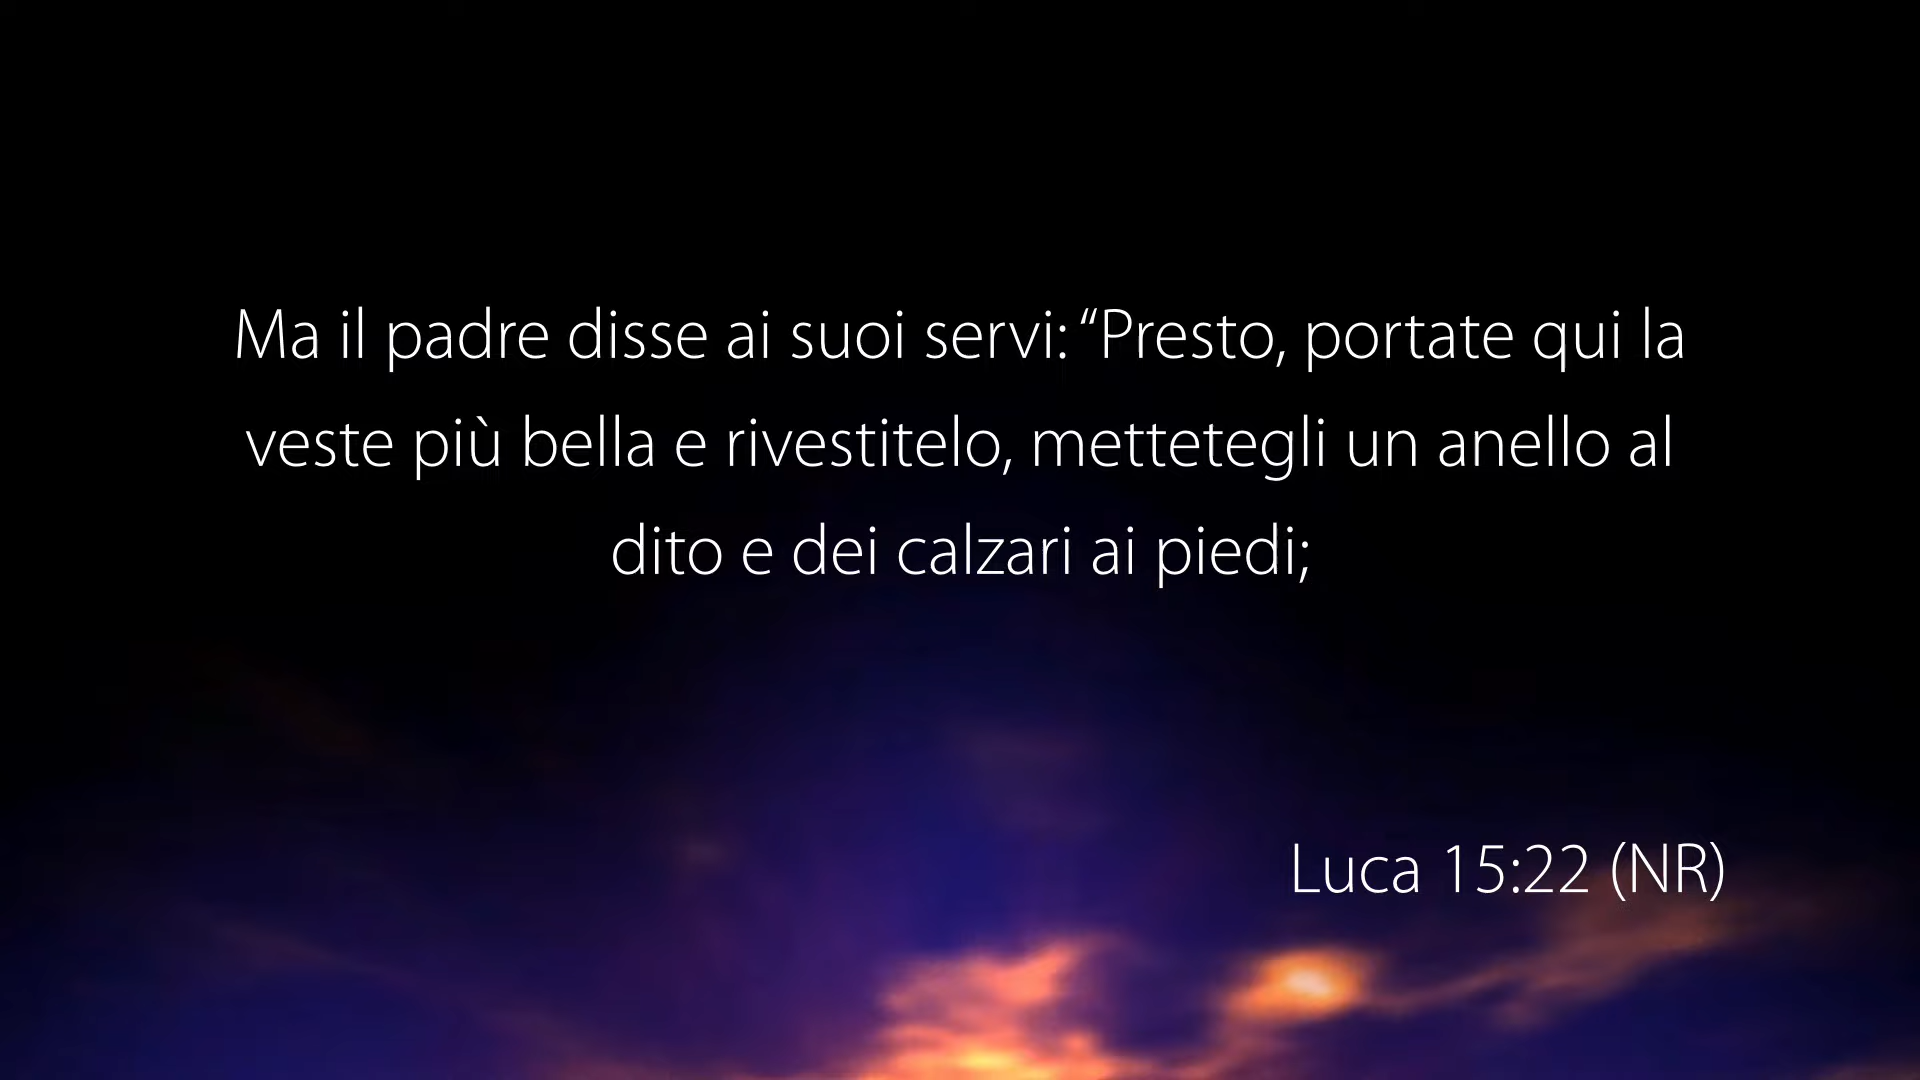 Ma il padre disse ai suoi servi: “Presto, portate qui la
veste più bella e rivestitelo, mettetegli un anello al
dito e dei calzari ai piedi;
Luca 15:22 (NR)